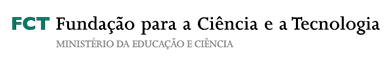 FCT Fundação para a Ciência e a Tecnologia
MINISTÉRIO DA EDUCAÇÃO E CIÊNCIA